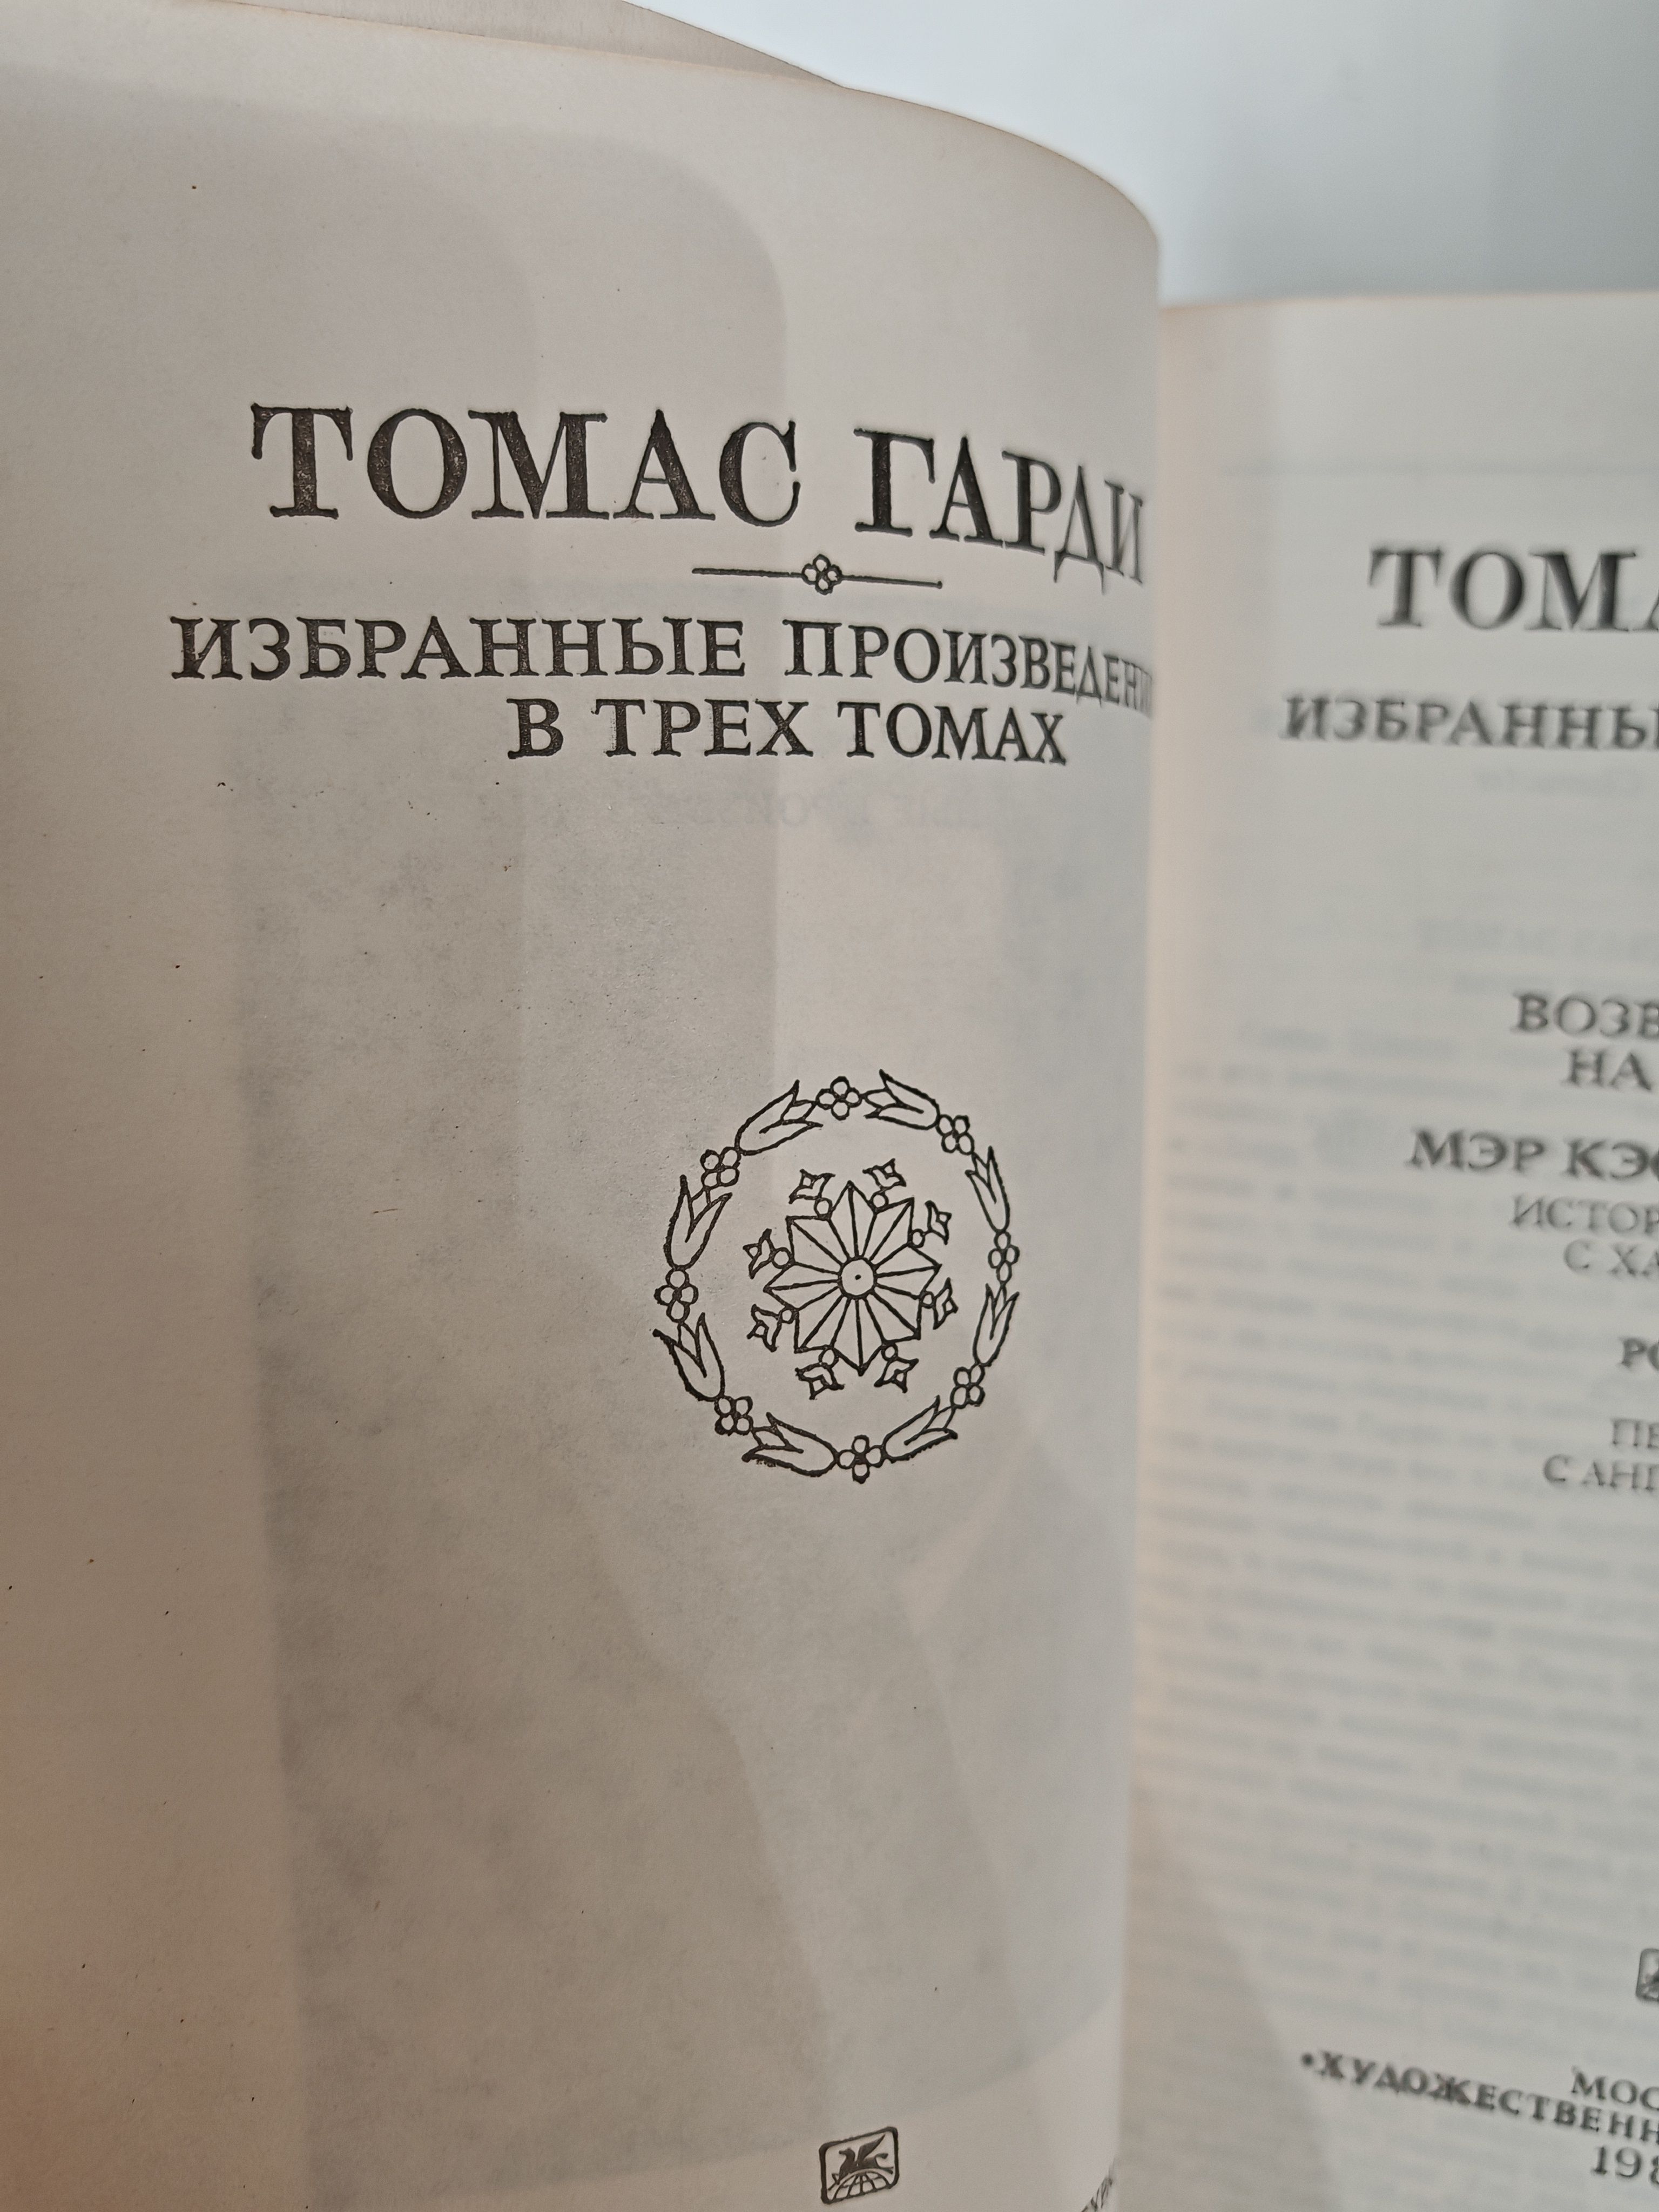 ТОМАС ГАРДИ
ИЗБРАННЫЕ ПРОИЗВЕДЕНИ
В ТРЕХ ТОМАХ
ТОМА
ИЗБРАННЫ
ВОЗВ
НА
МЭР КЭС
ИСТОР
С ХА
РО
ПЕ
С АНГ
МОС
«ХУДОЖЕСТВЕНН
198